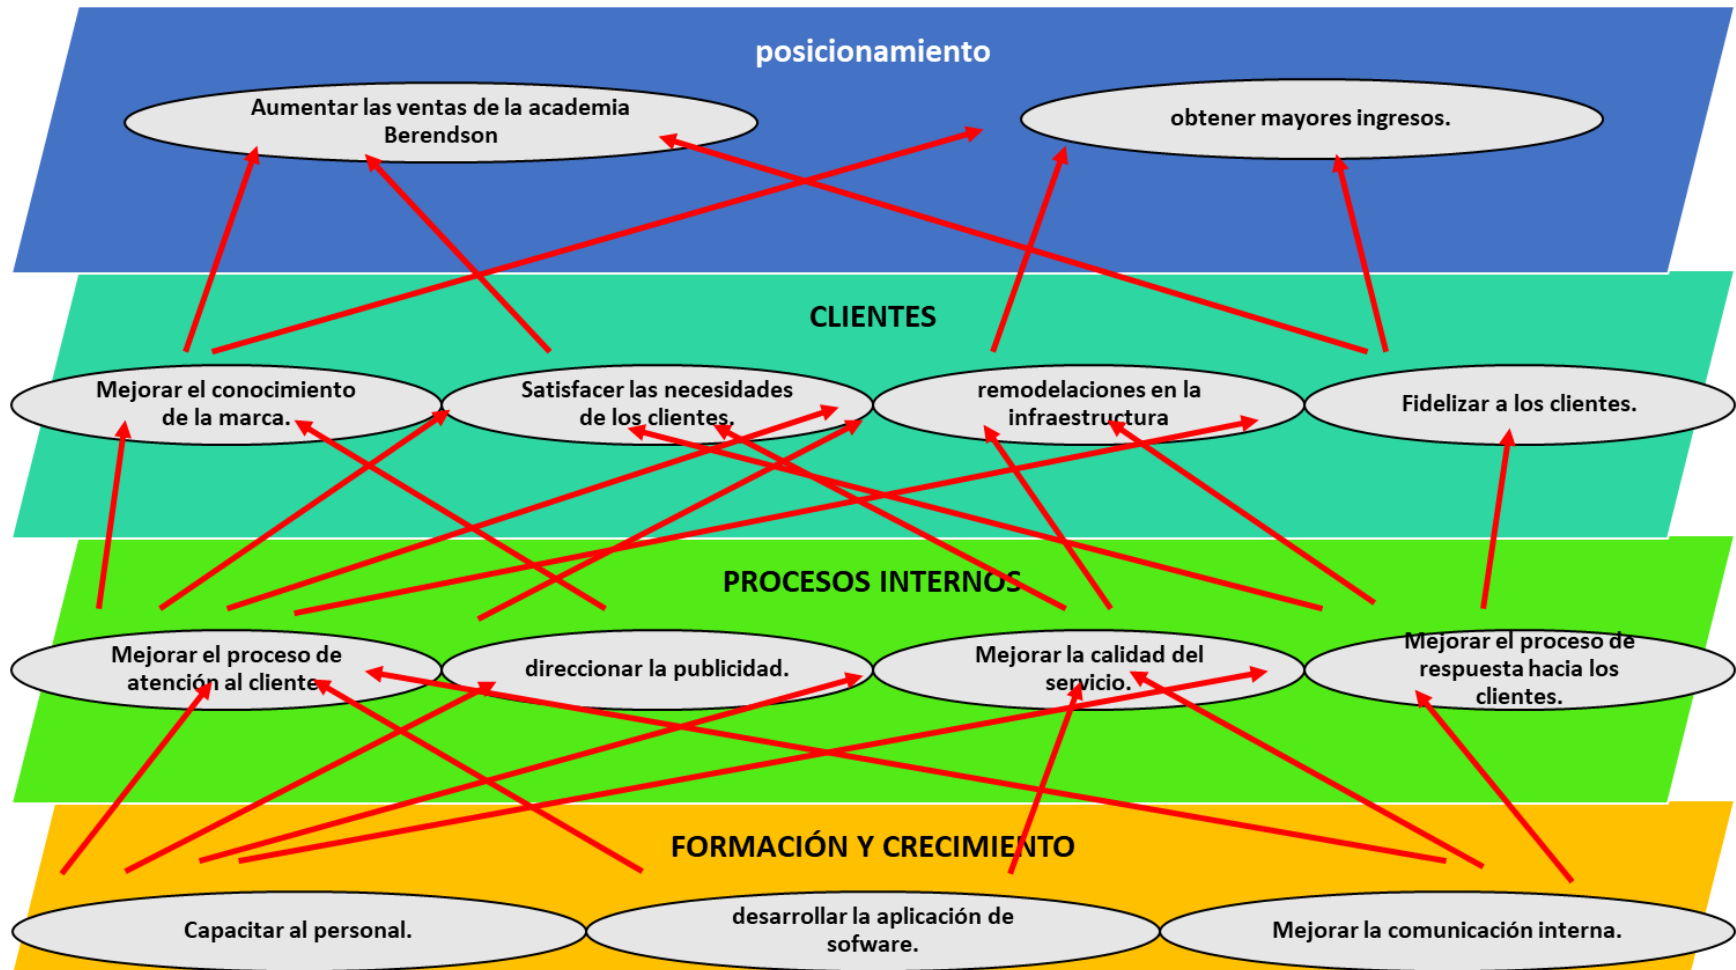 posicionamiento
Aumentar las ventas de la academia
Berendson
obtener mayores ingresos.
CLIENTES
Mejorar el conocimiento
de la marca.
Satisfacer las necesidades
de los clientes.
remodelaciones en la
infraestructura
Fidelizar a los clientes.
PROCESOS INTERNOS
Mejorar el proceso de
atención al cliente.
direccionar la publicidad.
Mejorar la calidad del
servicio.
Mejorar el proceso de
respuesta hacia los
clientes.
FORMACIÓN Y CRECIMIENTO
Capacitar al personal.
desarrollar la aplicación de
sofware.
Mejorar la comunicación interna.